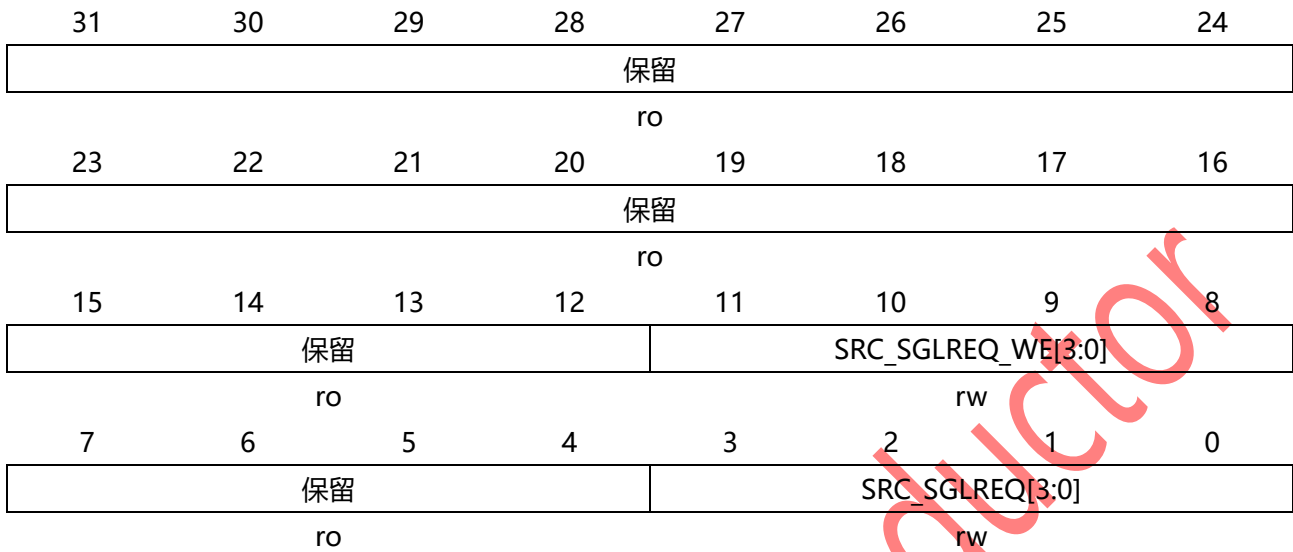 31 30 29 28 27 26 25 24
保留
ro
23 22 21 20 19 18 17 16
保留
ro
15 14 13 12 11 10 9 8
保留 SRC_SGLREQ_WE[3:0]
ro rw
7 6 5 4 3 2 1 0
保留 SRC_SGLREQ[3:0]
ro rw
ductor